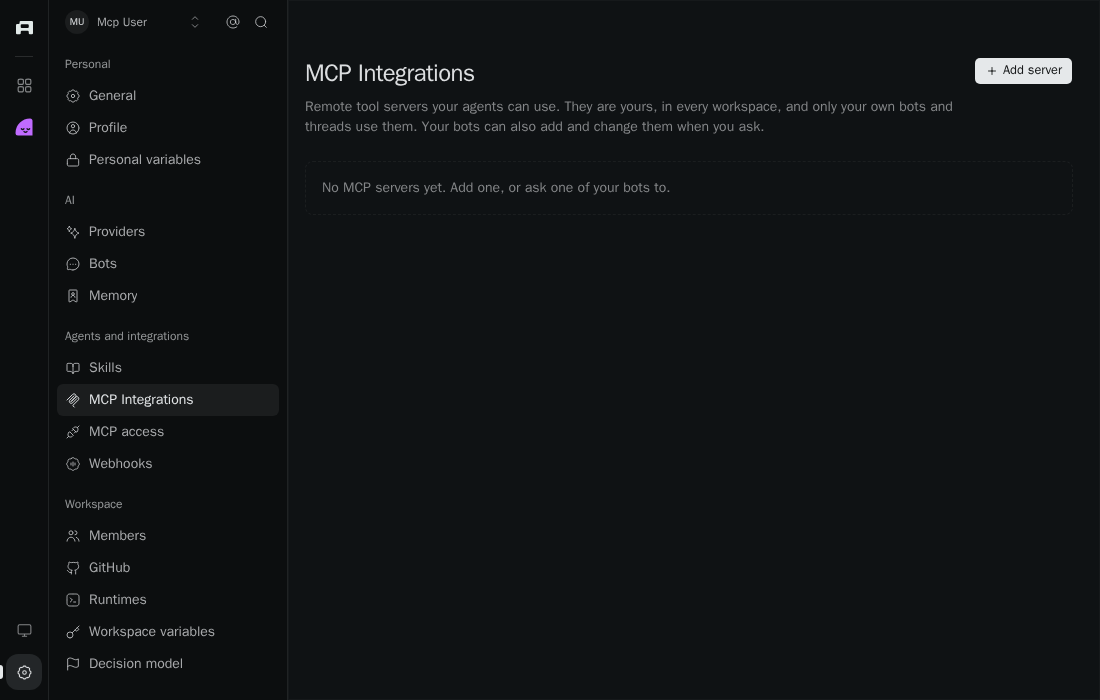 MU Mcp User
Personal
General
Profile
Personal variables
AI
Providers
Bots
Memory
Agents and integrations
Skills
MCP Integrations
MCP access
Webhooks
Workspace
Members
GitHub
Runtimes
Workspace variables
Decision model
MCP Integrations
Add server
Remote tool servers your agents can use. They are yours, in every workspace, and only your own bots and
threads use them. Your bots can also add and change them when you ask.
No MCP servers yet. Add one, or ask one of your bots to.